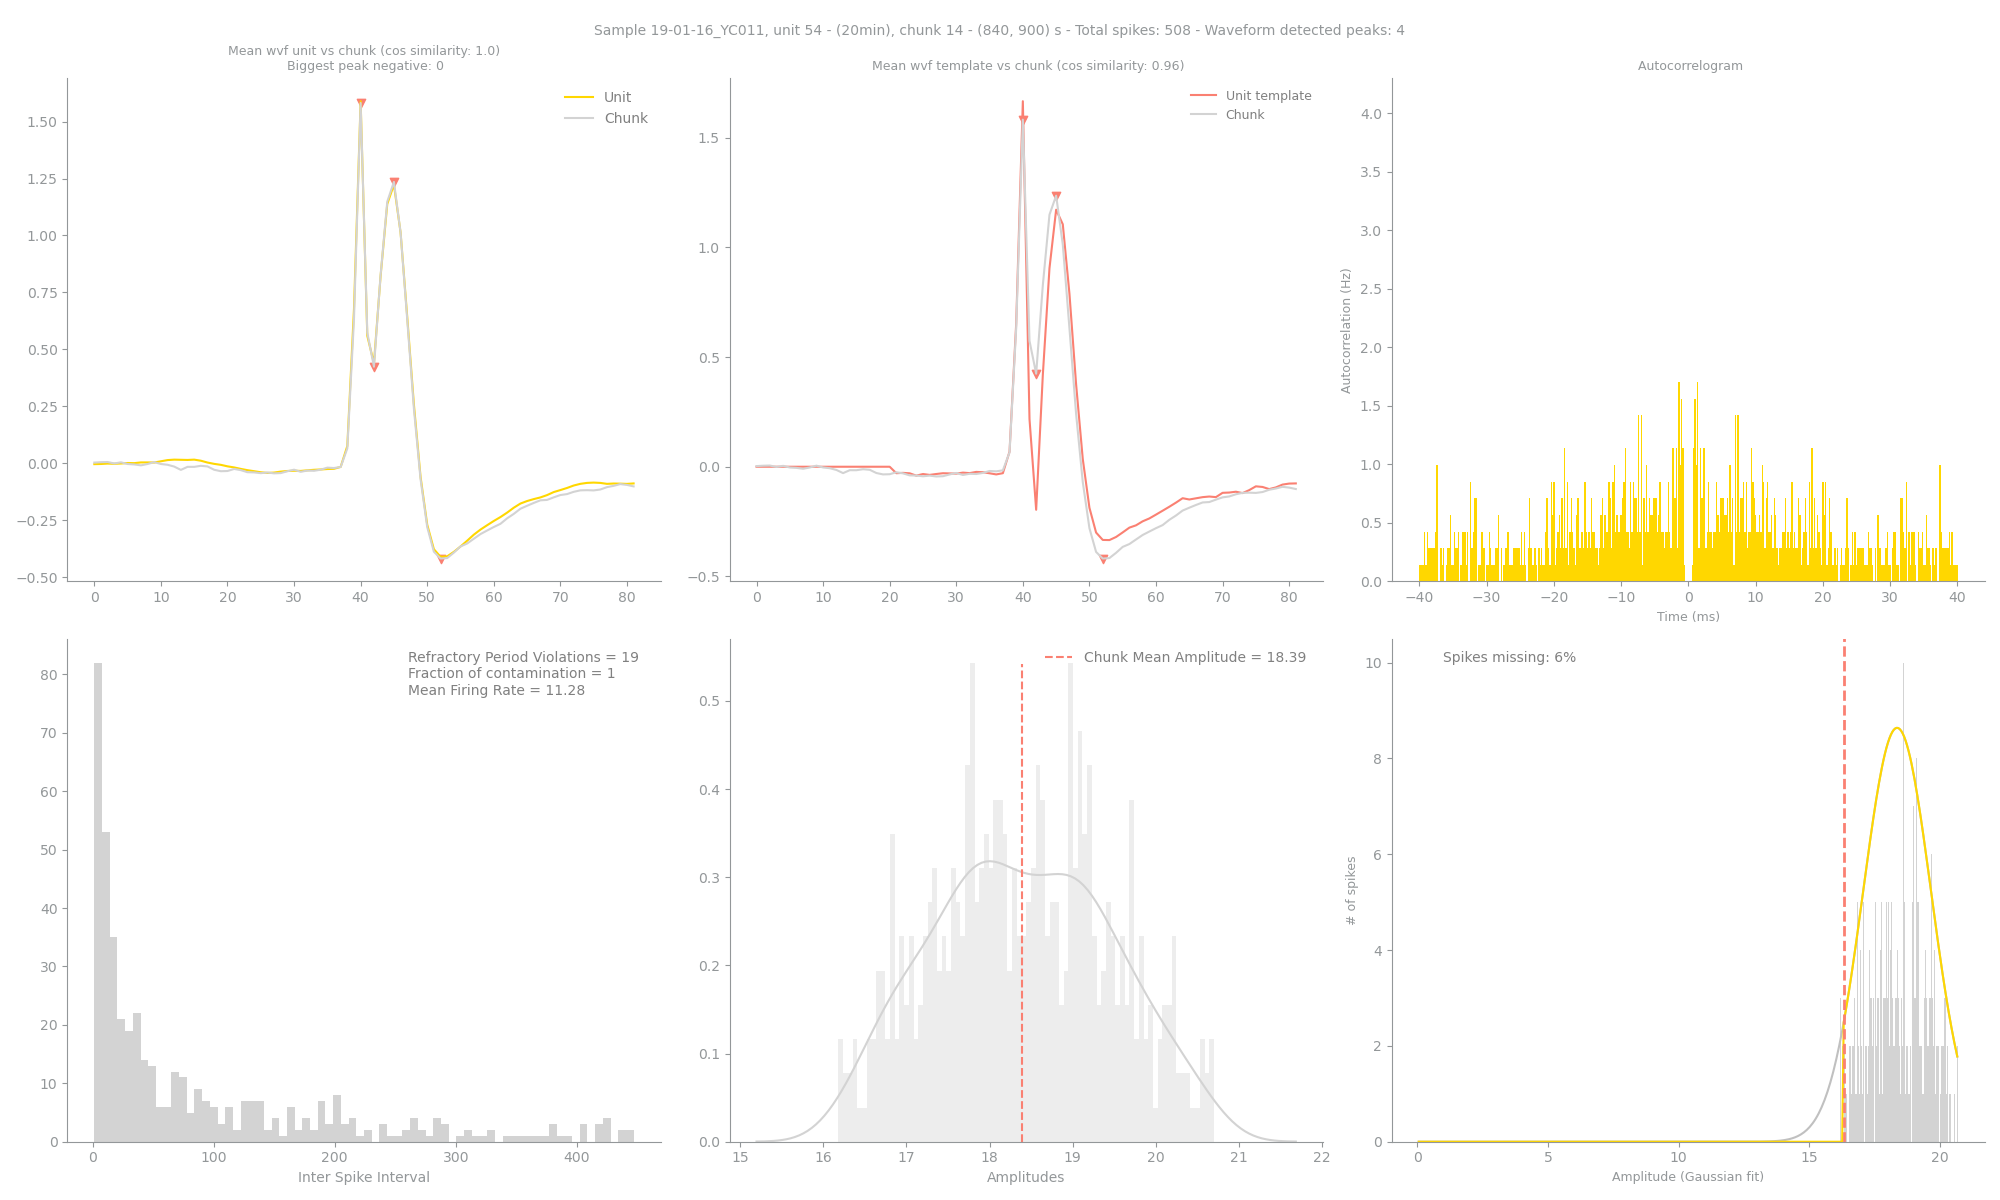 Sample 19-01-16_YC011, unit 54 - (20min), chunk 14 - (840, 900) s - Total spikes: 508 - Waveform detected peaks: 4
Mean wvf unit vs chunk (cos similarity: 1.0)
Biggest peak negative: 0
Unit
Chunk
1.50
1.25
1.00
0.75
0.50
0.25
0.00
−0.25
−0.50
0 10 20 30 40 50 60 70 80
Mean wvf template vs chunk (cos similarity: 0.96)
Unit template
Chunk
1.5
1.0
0.5
0.0
−0.5
0 10 20 30 40 50 60 70 80
Autocorrelogram
Autocorrelation (Hz)
4.0
3.5
3.0
2.5
2.0
1.5
1.0
0.5
0.0
−40 −30 −20 −10 0 10 20 30 40
Time (ms)
Refractory Period Violations = 19
Fraction of contamination = 1
Mean Firing Rate = 11.28
80
70
60
50
40
30
20
10
0
0 100 200 300 400
Inter Spike Interval
Chunk Mean Amplitude = 18.39
0.5
0.4
0.3
0.2
0.1
0.0
15 16 17 18 19 20 21 22
Amplitudes
Spikes missing: 6%
# of spikes
10
8
6
4
2
0
0 5 10 15 20
Amplitude (Gaussian fit)